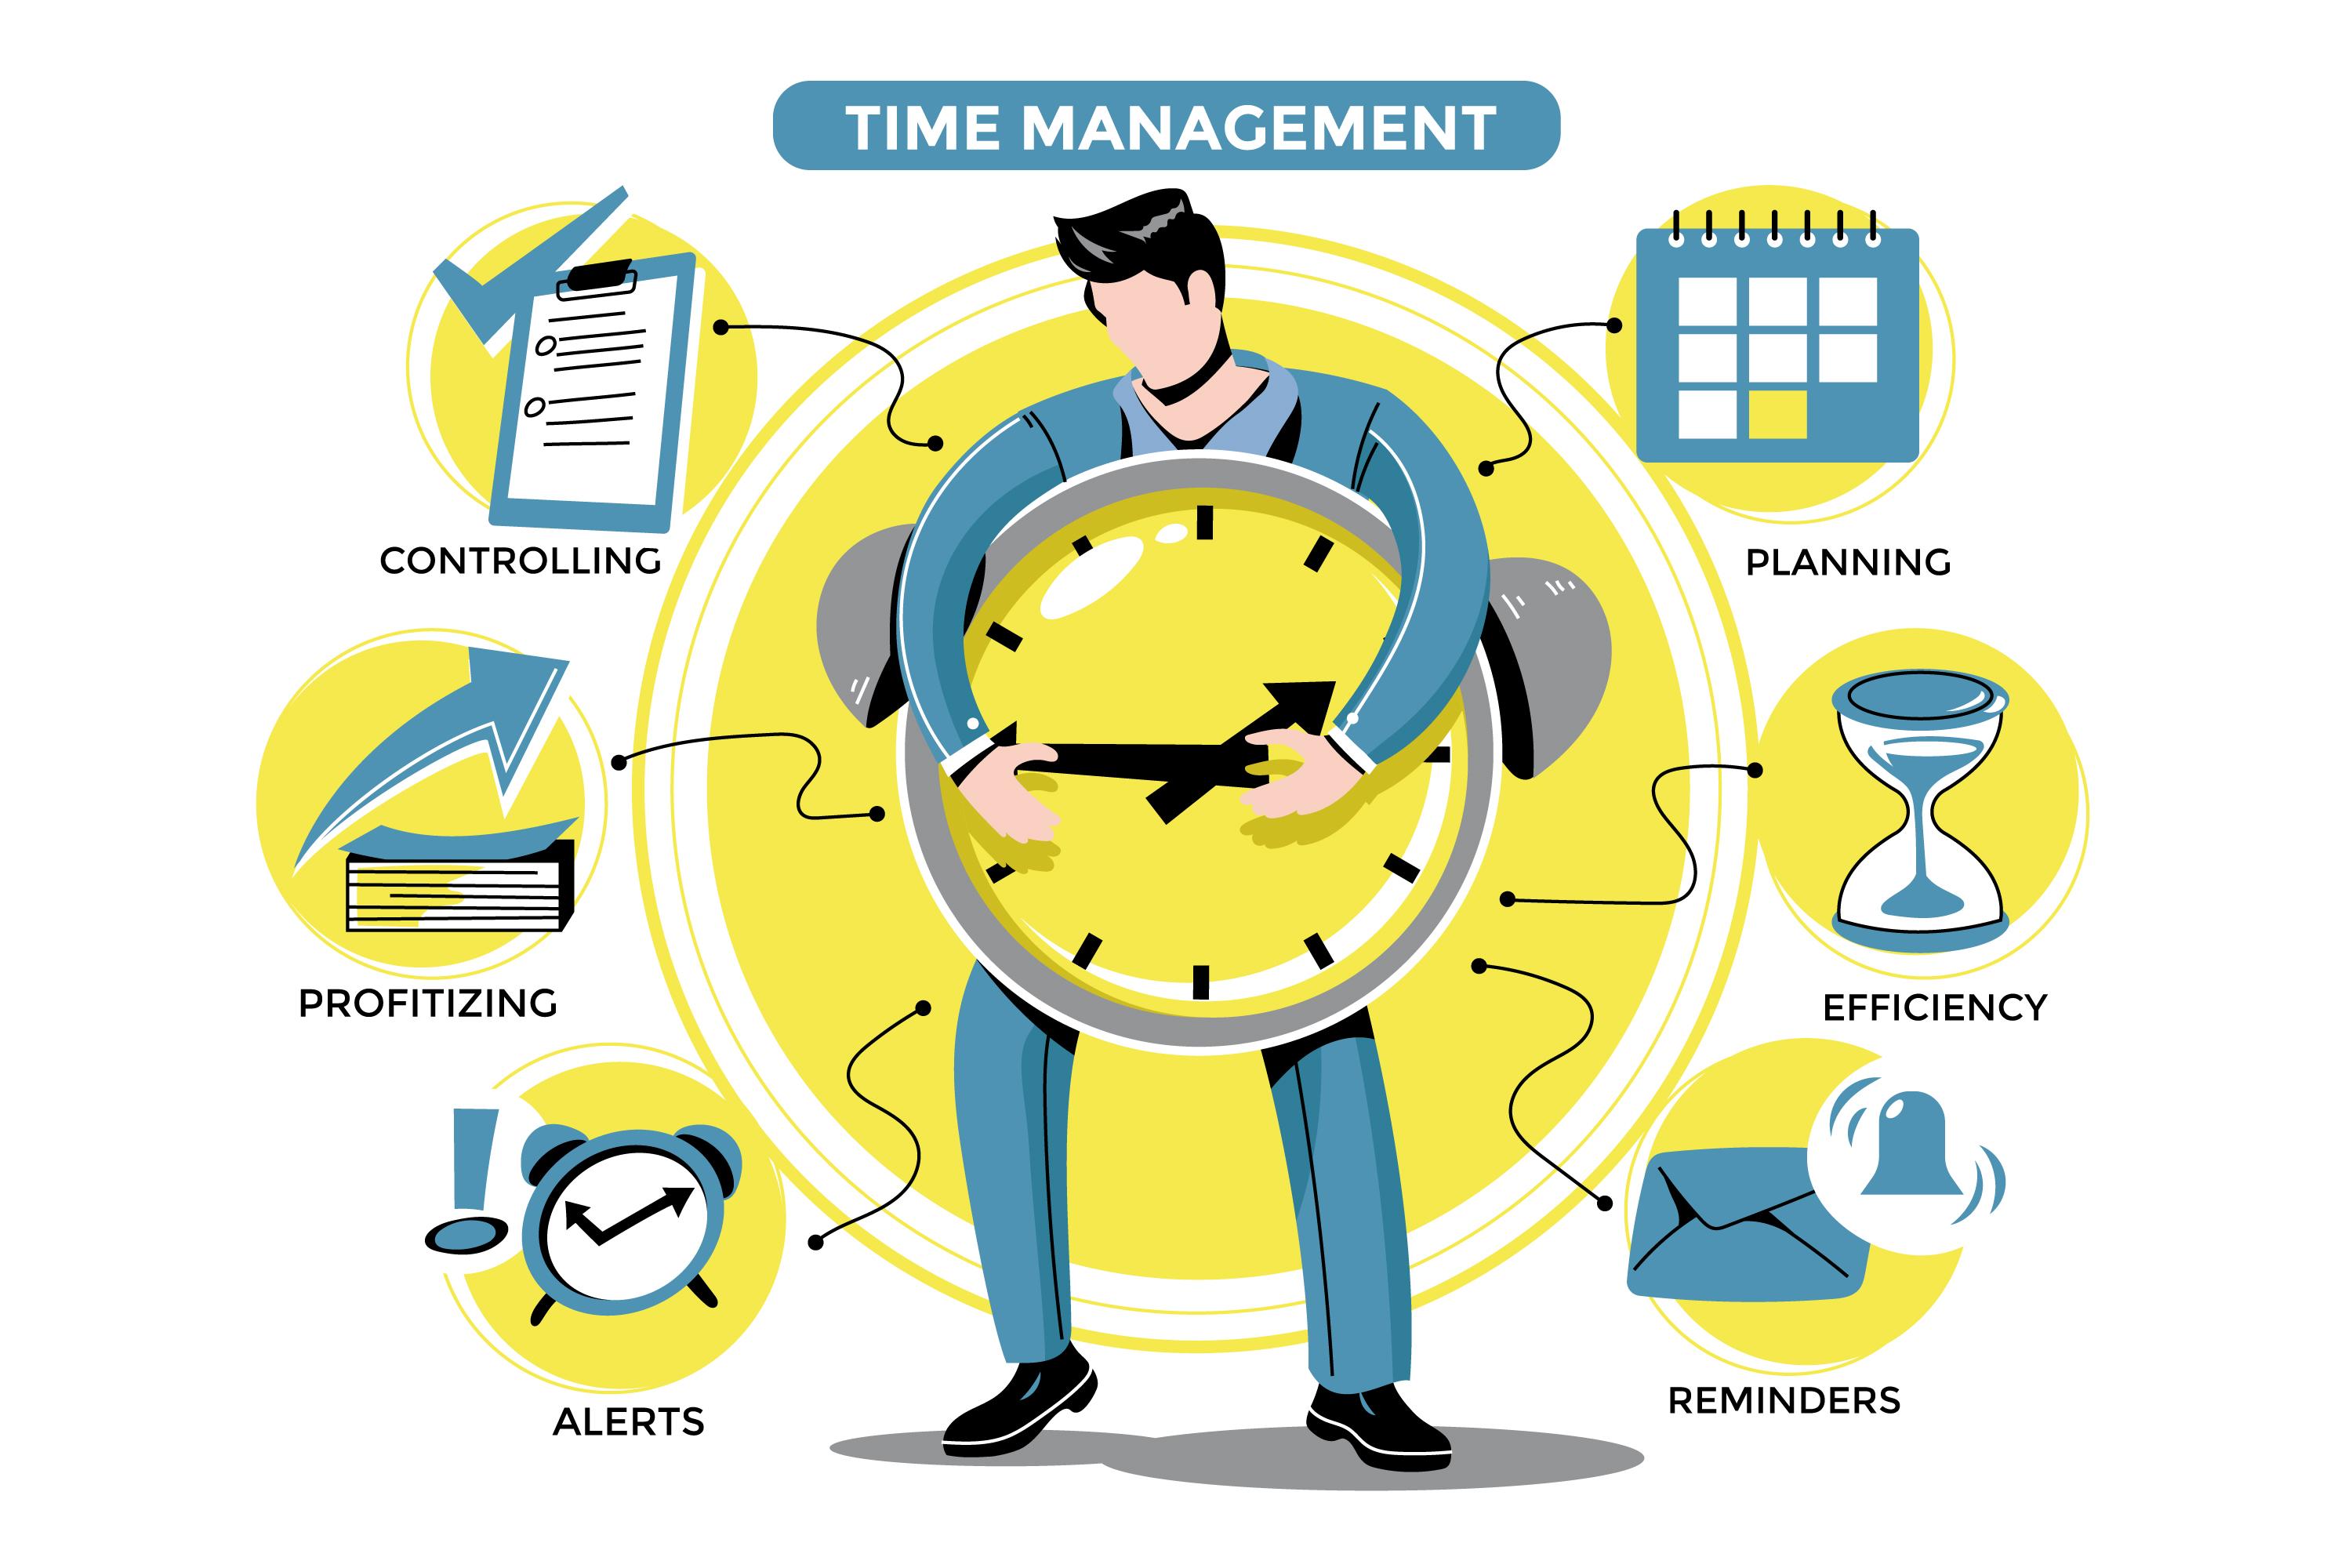 TIME MANAGEMENT
CONTROLLING
PLANNING
PROFITIZING
EFFICIENCY
ALERTS
REMINDERS